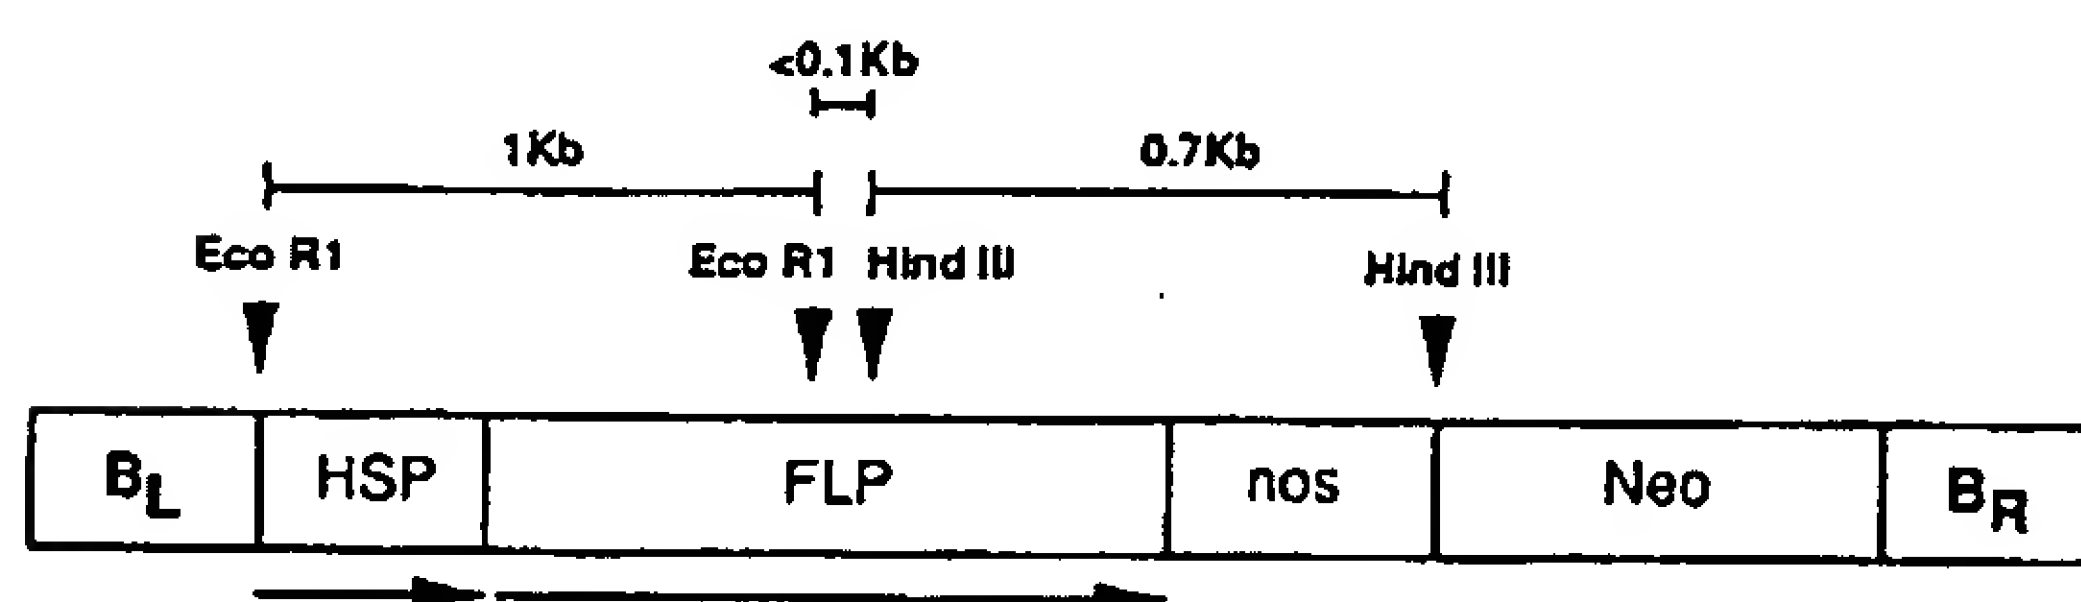 <0.1Kb
1Kb 0.7Kb
Eco R1 Eco R1 Hind III Hind III
BL HSP FLP nos Neo BR